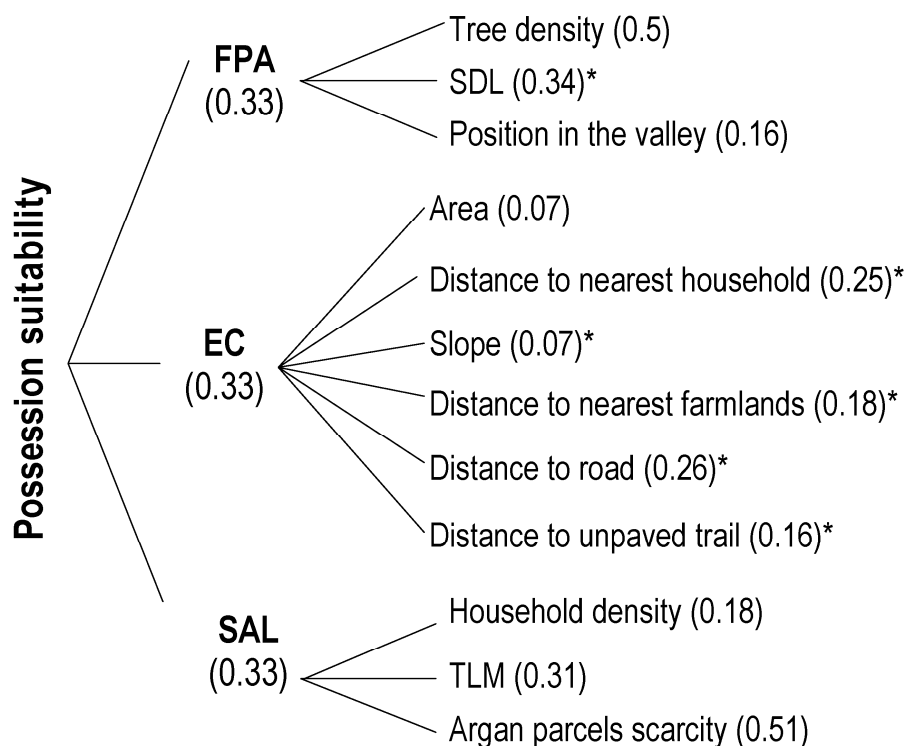 Possession suitability
FPA
(0.33)
Tree density (0.5)
SDL (0.34)*
Position in the valley (0.16)
EC
(0.33)
Area (0.07)
Distance to nearest household (0.25)*
Slope (0.07)*
Distance to nearest farmlands (0.18)*
Distance to road (0.26)*
Distance to unpaved trail (0.16)*
SAL
(0.33)
Household density (0.18)
TLM (0.31)
Argan parcels scarcity (0.51)